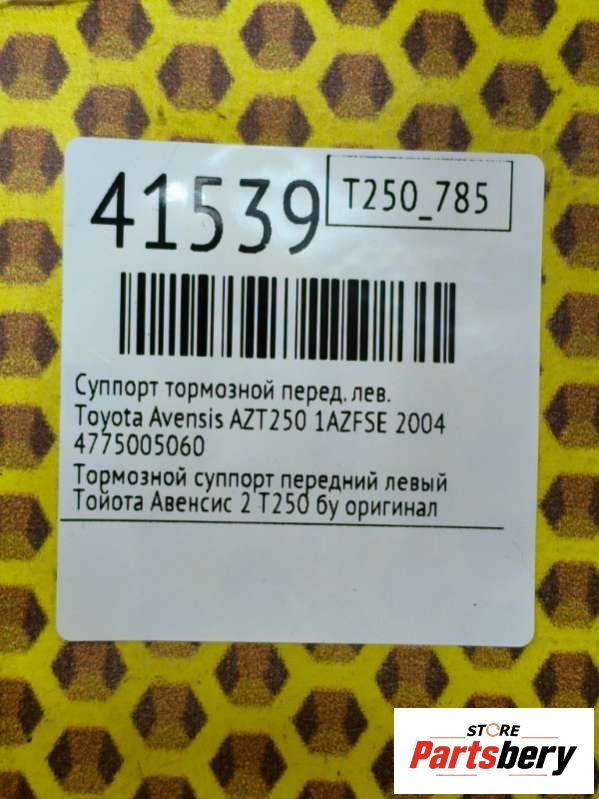 41539
T250_785
Суппорт тормозной перед. лев.
Toyota Avensis AZT250 1AZFSE 2004
4775005060
Тормозной суппорт передний левый
Тойота Авенсис 2 Т250 бу оригинал
STORE
Partsbery